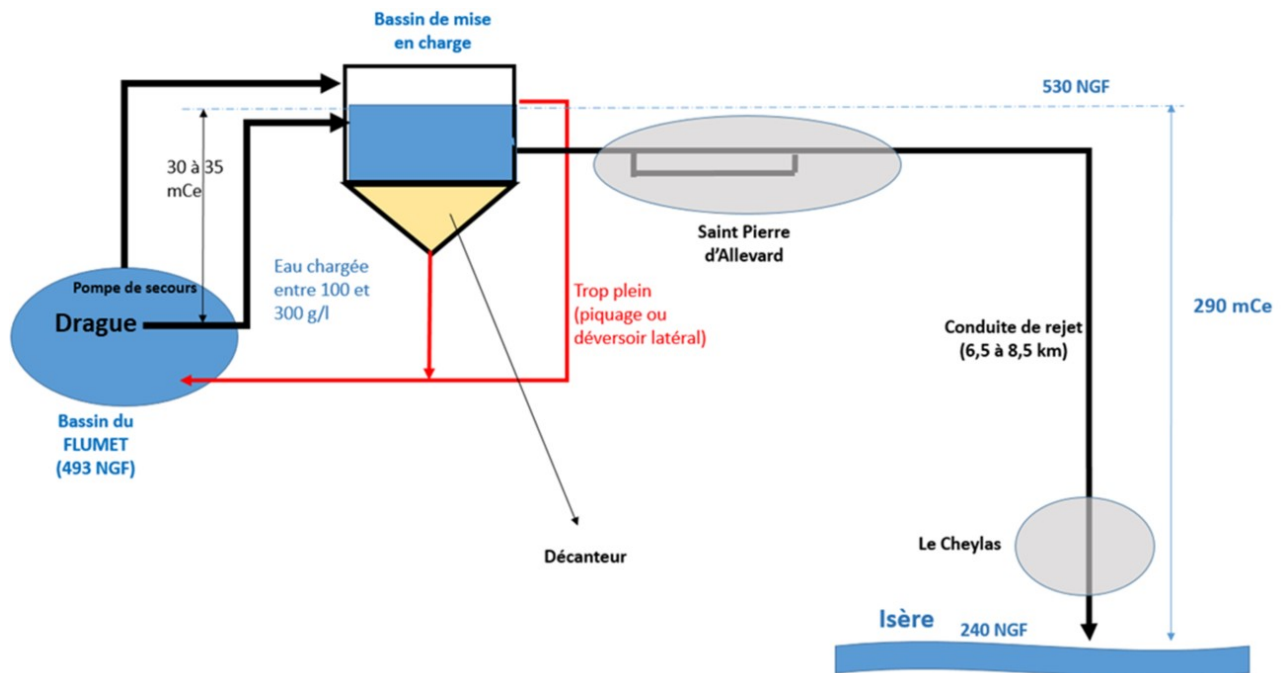 Bassin de mise
en charge
530 NGF
30 à 35
mCe
Saint Pierre
d'Allevard
Eau chargée
entre 100 et
300 g/l
Pompe de secours
Drague
Trop plein
(piquage ou
déversoir latéral)
290 mCe
Conduite de rejet
(6,5 à 8,5 km)
Bassin du
FLUMET
(493 NGF)
Décanteur
Le Cheylas
Isère
240 NGF